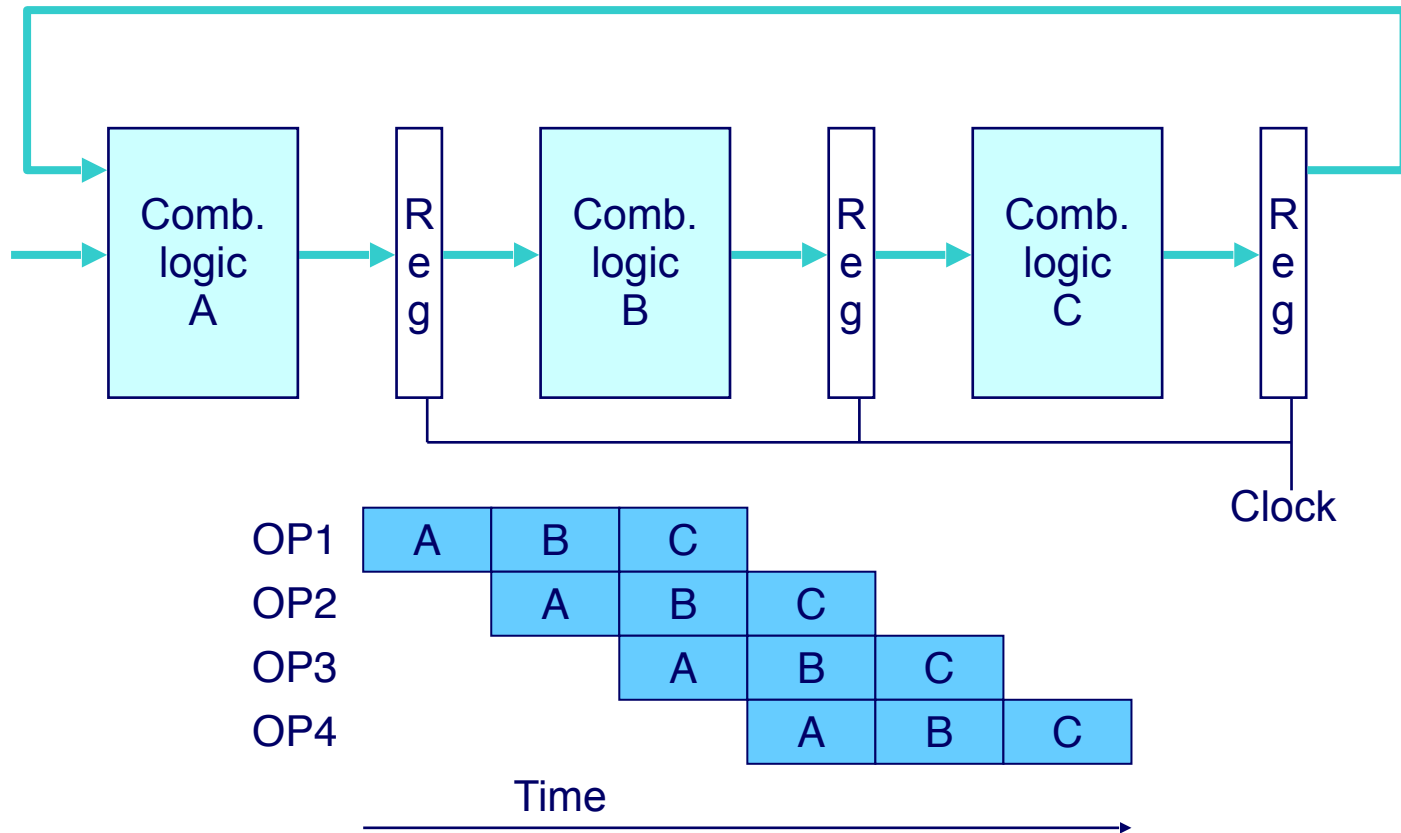 Comb.
logic
A
R
e
g
Comb.
logic
B
R
e
g
Comb.
logic
C
R
e
g
Clock
OP1 A B C
OP2 A B C
OP3 A B C
OP4 A B C
Time